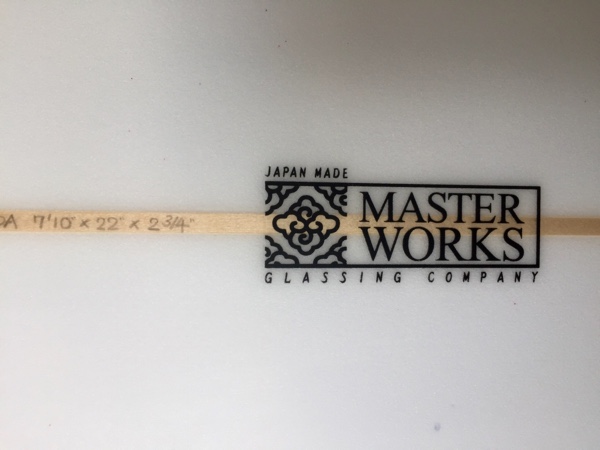 JAPAN MADE
MASTER
WORKS
GLASSING COMPANY
7'10" x 22" x 2 3/4"